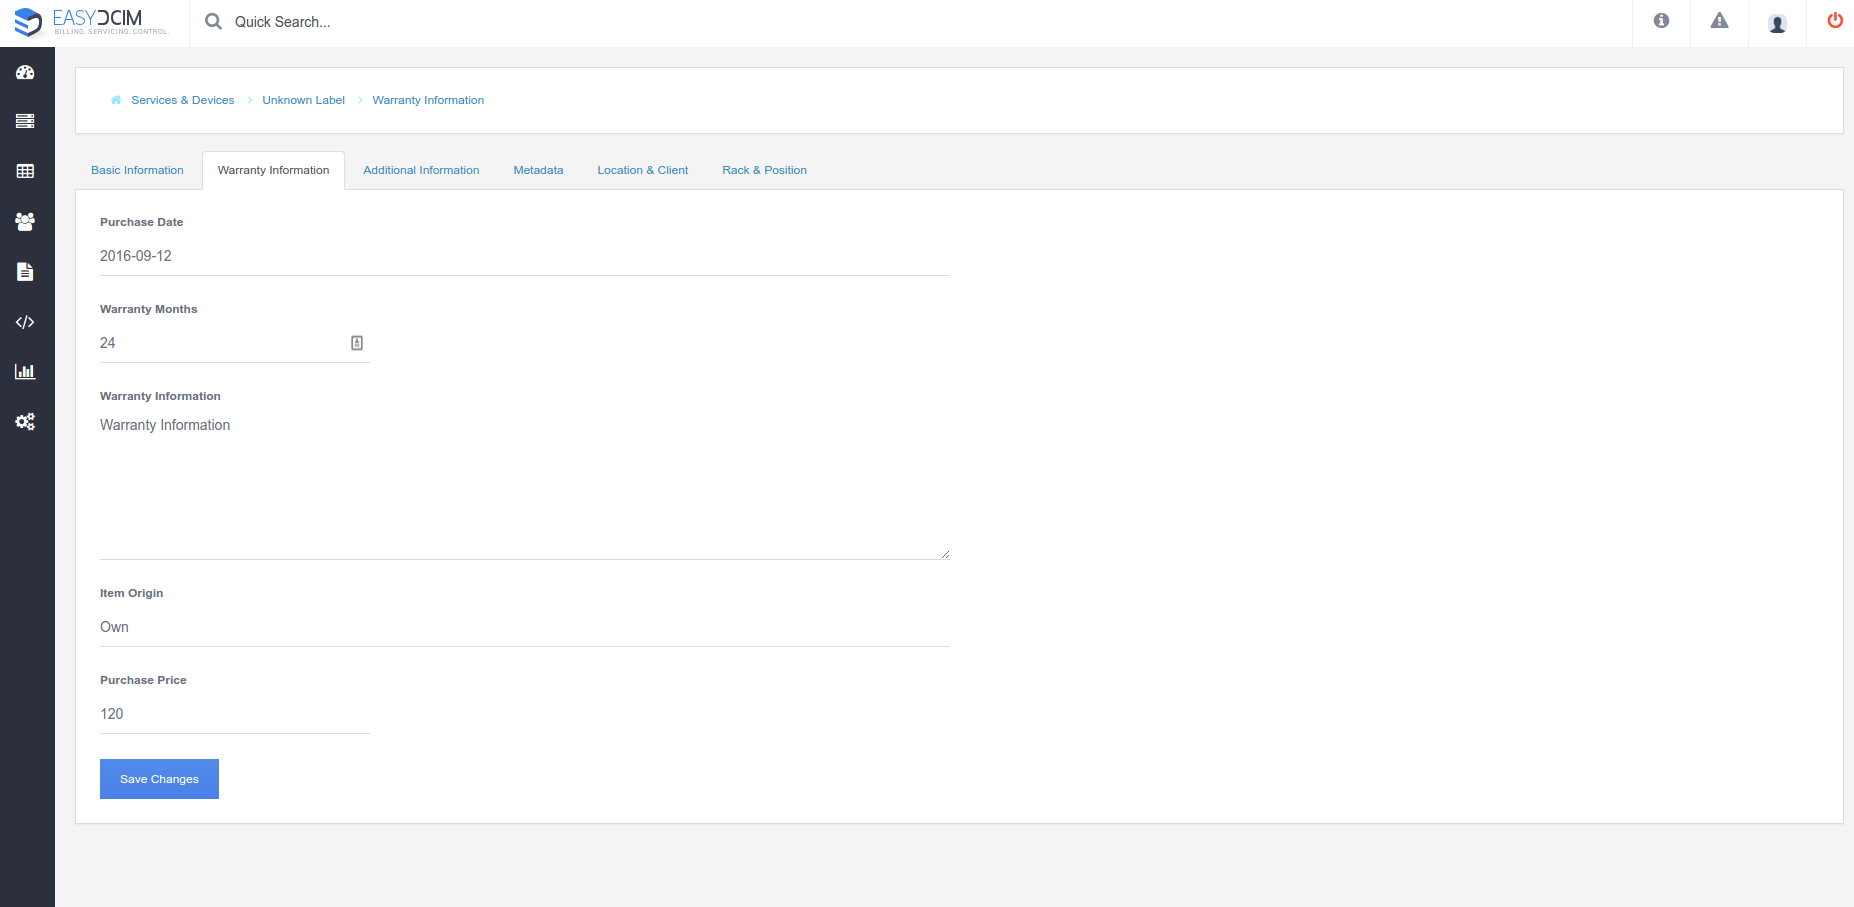 EASYDCIM
BILLING. SERVICING. CONTROL.
Quick Search...
Services & Devices
Unknown Label
Warranty Information
Basic Information
Warranty Information
Additional Information
Metadata
Location & Client
Rack & Position
Purchase Date
2016-09-12
Warranty Months
24
Warranty Information
Warranty Information
Item Origin
Own
Purchase Price
120
Save Changes